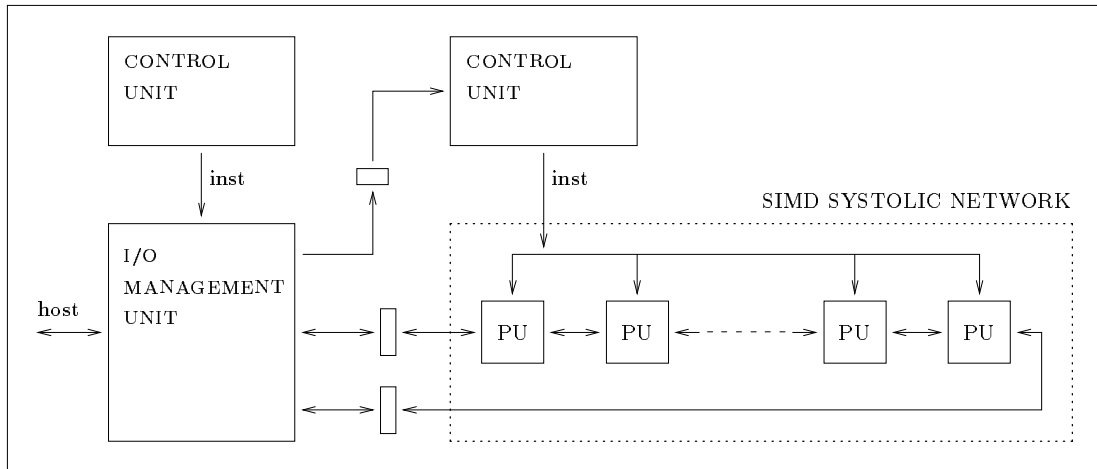 CONTROL
UNIT
CONTROL
UNIT
inst
inst
SIMD SYSTOLIC NETWORK
I/O
MANAGEMENT
UNIT
host
PU
PU
PU
PU